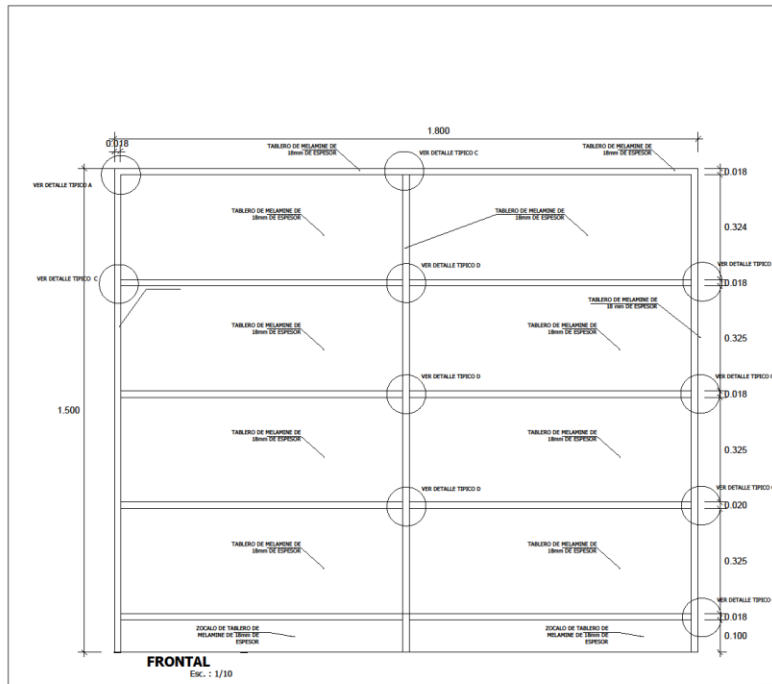 1.800
0.018
TABLERO DE MELAMINE DE
18mm DE ESPESOR
VER DETALLE TIPICO C
TABLERO DE MELAMINE DE
18mm DE ESPESOR
0.018
VER DETALLE TIPICO A
TABLERO DE MELAMINE DE
18mm DE ESPESOR
TABLERO DE MELAMINE DE
18mm DE ESPESOR
0.324
VER DETALLE TIPICO C
VER DETALLE TIPICO D
VER DETALLE TIPICO
0.018
TABLERO DE MELAMINE DE
18 mm DE ESPESOR
TABLERO DE MELAMINE DE
18mm DE ESPESOR
TABLERO DE MELAMINE DE
18mm DE ESPESOR
0.325
VER DETALLE TIPICO D
VER DETALLE TIPICO
0.018
1.500
TABLERO DE MELAMINE DE
18mm DE ESPESOR
TABLERO DE MELAMINE DE
18mm DE ESPESOR
0.325
VER DETALLE TIPICO D
VER DETALLE TIPICO
0.020
TABLERO DE MELAMINE DE
18mm DE ESPESOR
TABLERO DE MELAMINE DE
18mm DE ESPESOR
0.325
VER DETALLE TIPICO
0.018
ZOCALO DE TABLERO DE
MELAMINE DE 18mm DE
ESPESOR
ZOCALO DE TABLERO DE
MELAMINE DE 18mm DE
ESPESOR
0.100
FRONTAL
Esc. : 1/10